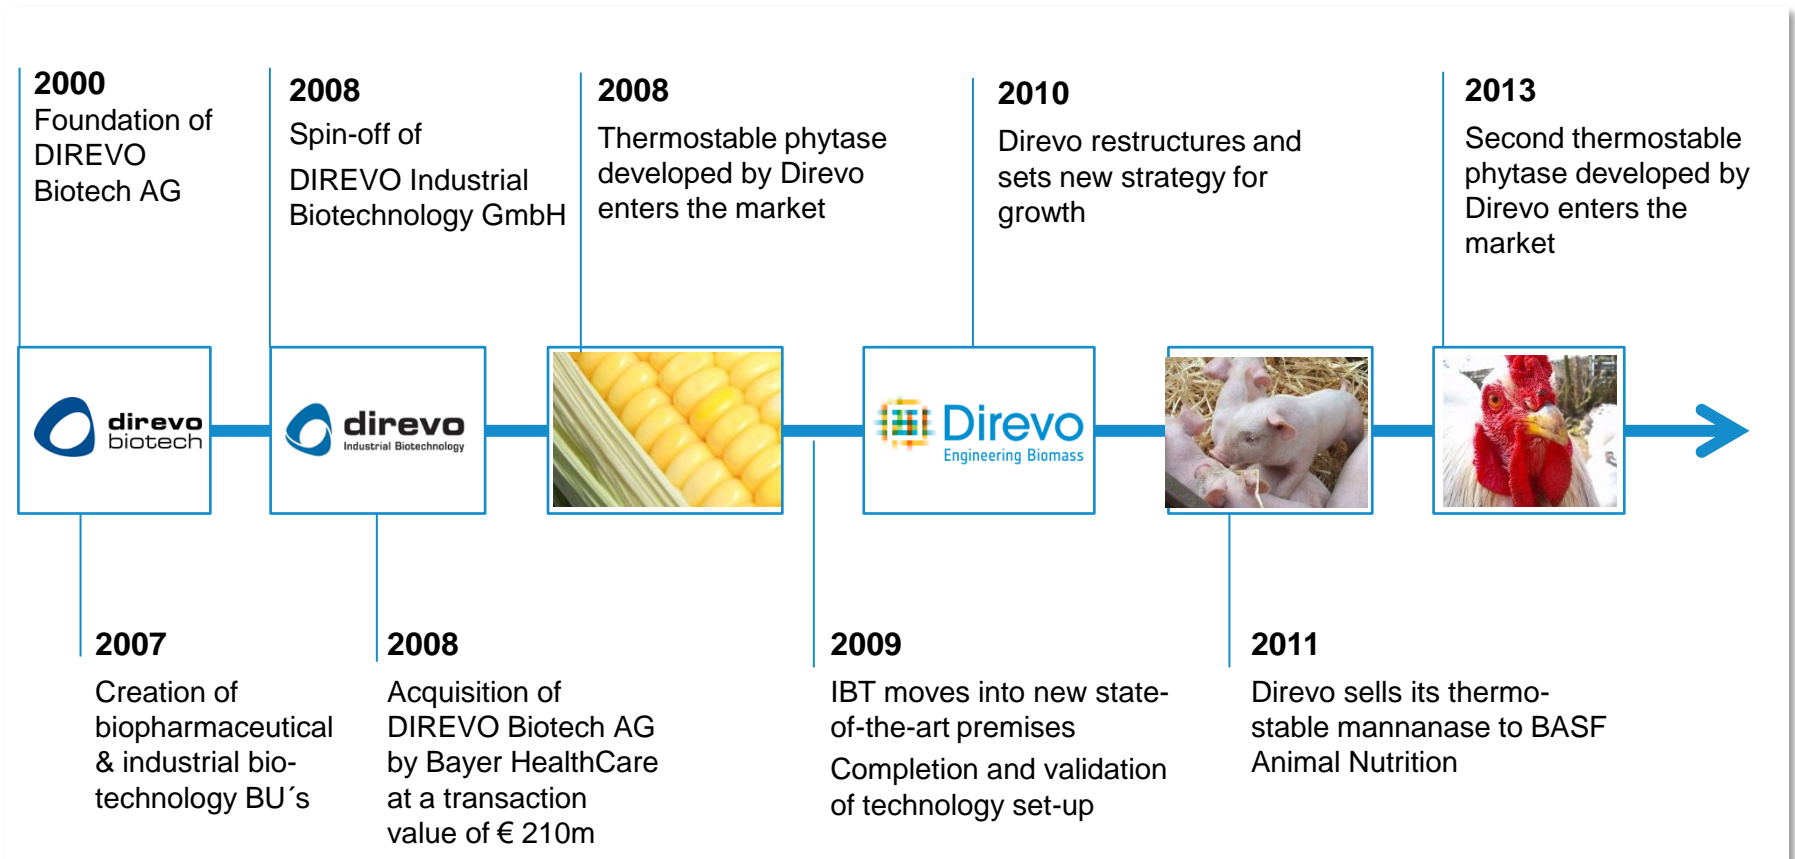 2000
Foundation of
DIREVO
Biotech AG
2008
Spin-off of
DIREVO Industrial
Biotechnology GmbH
2008
Thermostable phytase
developed by Direvo
enters the market
2010
Direvo restructures and
sets new strategy for
growth
2013
Second thermostable
phytase developed by
Direvo enters the
market
direvo
biotech
direvo
Industrial Biotechnology
Direvo
Engineering Biomass
2007
Creation of
biopharmaceutical
& industrial bio-
technology BU´s
2008
Acquisition of
DIREVO Biotech AG
by Bayer HealthCare
at a transaction
value of € 210m
2009
IBT moves into new state-
of-the-art premises
Completion and validation
of technology set-up
2011
Direvo sells its thermo-
stable mannanase to BASF
Animal Nutrition